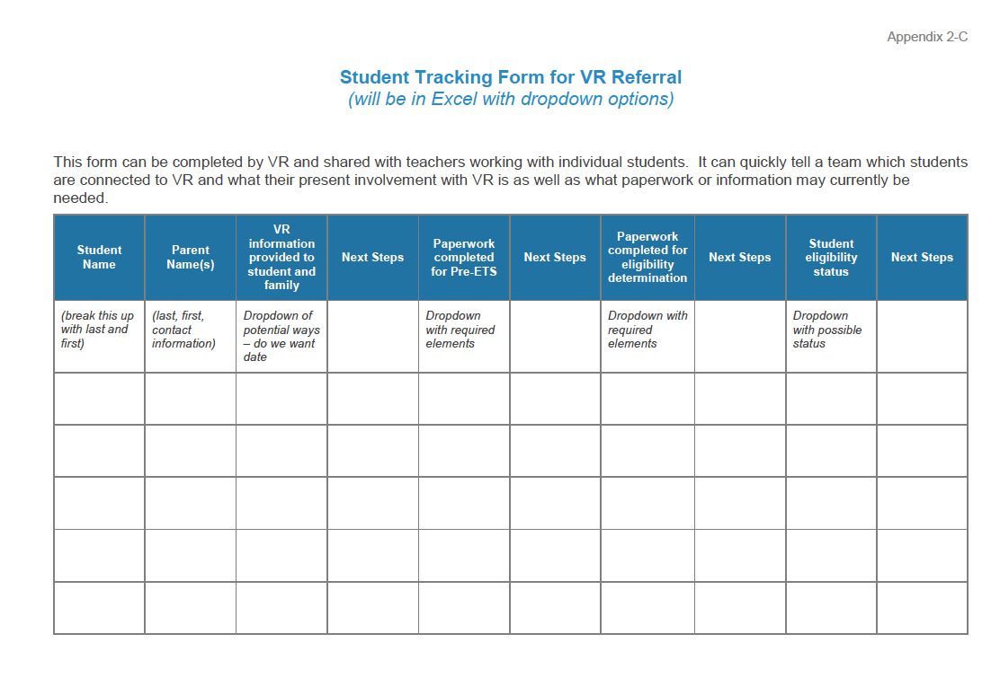 Appendix 2-C
Student Tracking Form for VR Referral
(will be in Excel with dropdown options)
This form can be completed by VR and shared with teachers working with individual students.  It can quickly tell a team which students
are connected to VR and what their present involvement with VR is as well as what paperwork or information may currently be
needed.
Student
Name
Parent
Name(s)
VR
information
provided to
student and
family
Next Steps
Paperwork
completed
for Pre-ETS
Next Steps
Paperwork
completed for
eligibility
determination
Next Steps
Student
eligibility
status
Next Steps
(break this up
with last and
first)
(last, first,
contact
information)
Dropdown of
potential ways
– do we want
date
Dropdown
with required
elements
Dropdown with
required
elements
Dropdown
with possible
status